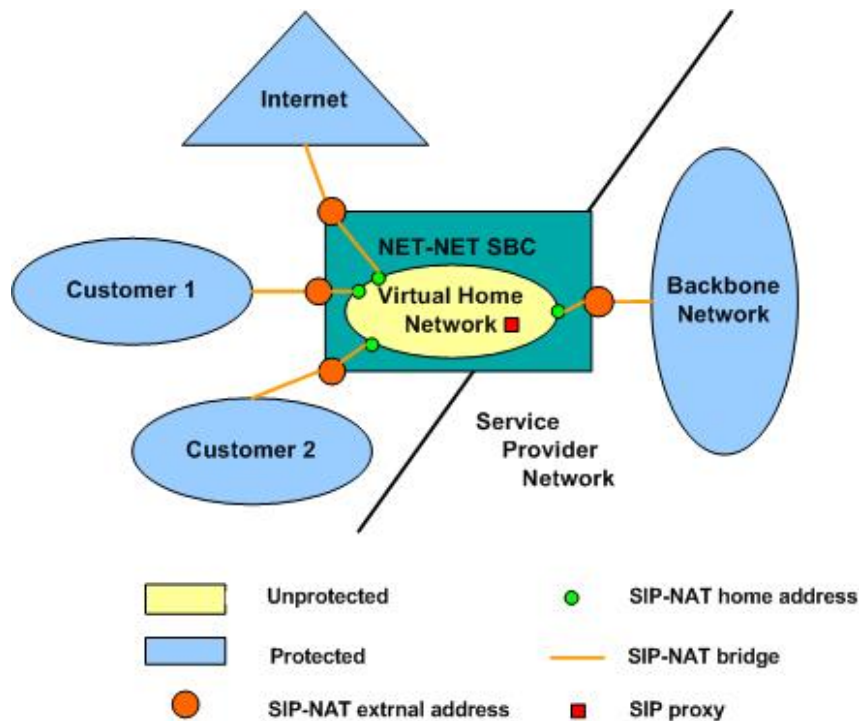 Internet
NET-NET SBC
Customer 1
Virtual Home
Network
Backbone
Network
Customer 2
Service
Provider
Network
Unprotected
SIP-NAT home address
Protected
SIP-NAT bridge
SIP-NAT extrnal address
SIP proxy